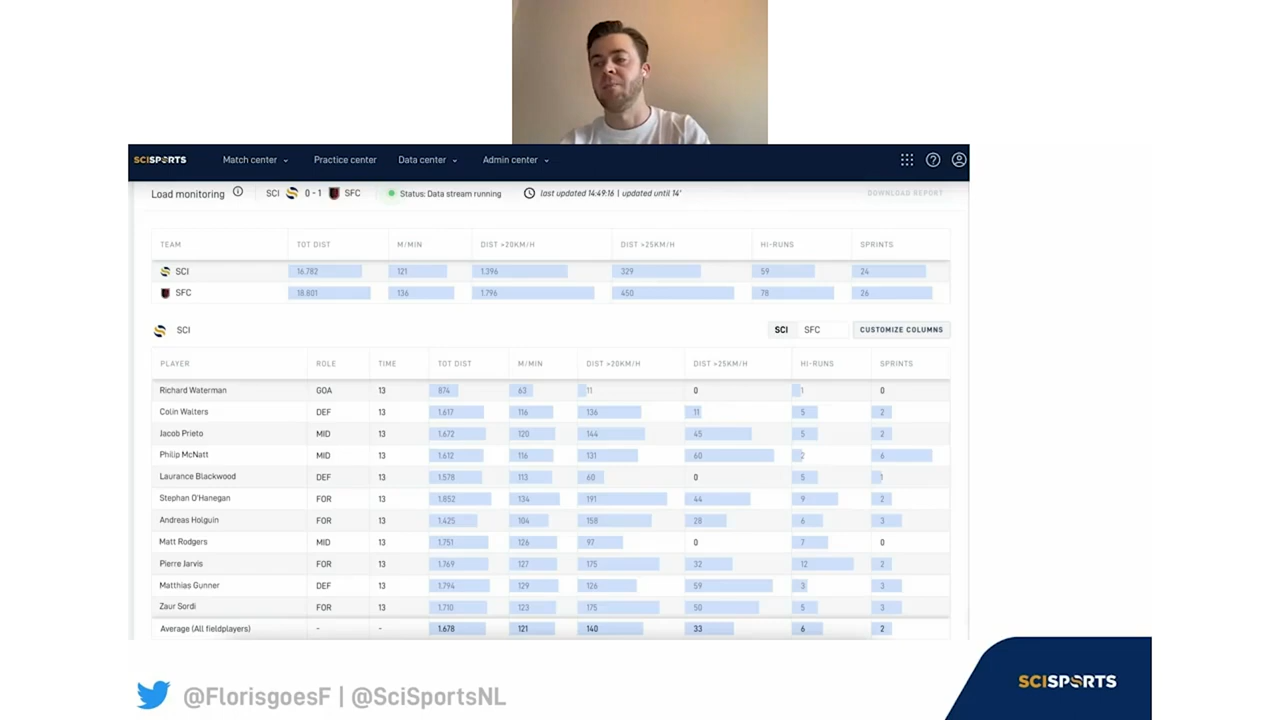 SCISPORTS Match center Practice center Data center Admin center
Load monitoring SCI 0 - 1 SFC Status: Data stream running last updated 14:49:16 | updated until 14' DOWNLOAD REPORT
TEAM TOT DIST M/MIN DIST >20KM/H DIST >25KM/H HI-RUNS SPRINTS
SCI 16.782 121 1.396 329 59 24
SFC 18.801 136 1.796 450 78 26
SCI SCI SFC CUSTOMIZE COLUMNS
PLAYER ROLE TIME TOT DIST M/MIN DIST >20KM/H DIST >25KM/H HI-RUNS SPRINTS
Richard Waterman GOA 13 874 63 11 0 1 0
Colin Walters DEF 13 1.617 116 136 11 5 2
Jacob Prieto MID 13 1.672 120 144 45 5 2
Philip McNatt MID 13 1.612 116 131 60 2 6
Laurance Blackwood DEF 13 1.578 113 60 0 5 1
Stephan O'Hanegan FOR 13 1.852 134 191 44 9 2
Andreas Holguin FOR 13 1.425 104 158 28 6 3
Matt Rodgers MID 13 1.751 126 97 0 7 0
Pierre Jarvis FOR 13 1.769 127 175 32 12 2
Matthias Gunner DEF 13 1.794 129 126 59 3 3
Zaur Sordi FOR 13 1.710 123 175 50 5 3
Average (All fieldplayers) - - 1.678 121 140 33 6 2
@FlorisgoesF | @SciSportsNL
SCISPORTS